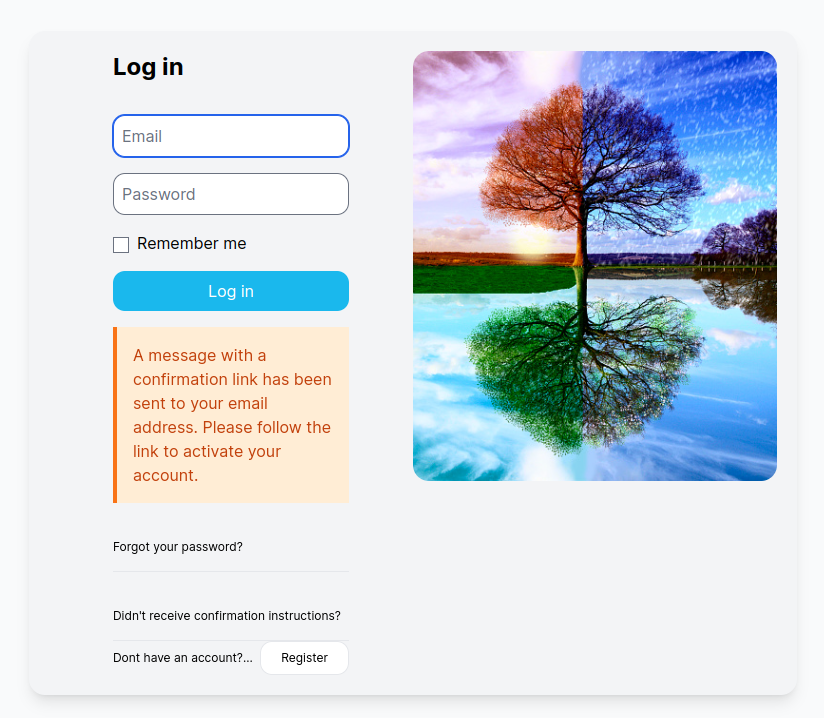 Log in
Email
Password
Remember me
Log in
A message with a
confirmation link has been
sent to your email
address. Please follow the
link to activate your
account.
Forgot your password?
Didn't receive confirmation instructions?
Dont have an account?...
Register